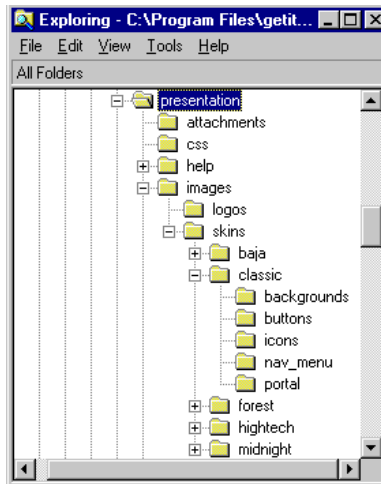 Exploring - C:\Program Files\getit...
File Edit View Tools Help
All Folders
presentation
attachments
css
help
images
logos
skins
baja
classic
backgrounds
buttons
icons
nav_menu
portal
forest
hightech
midnight